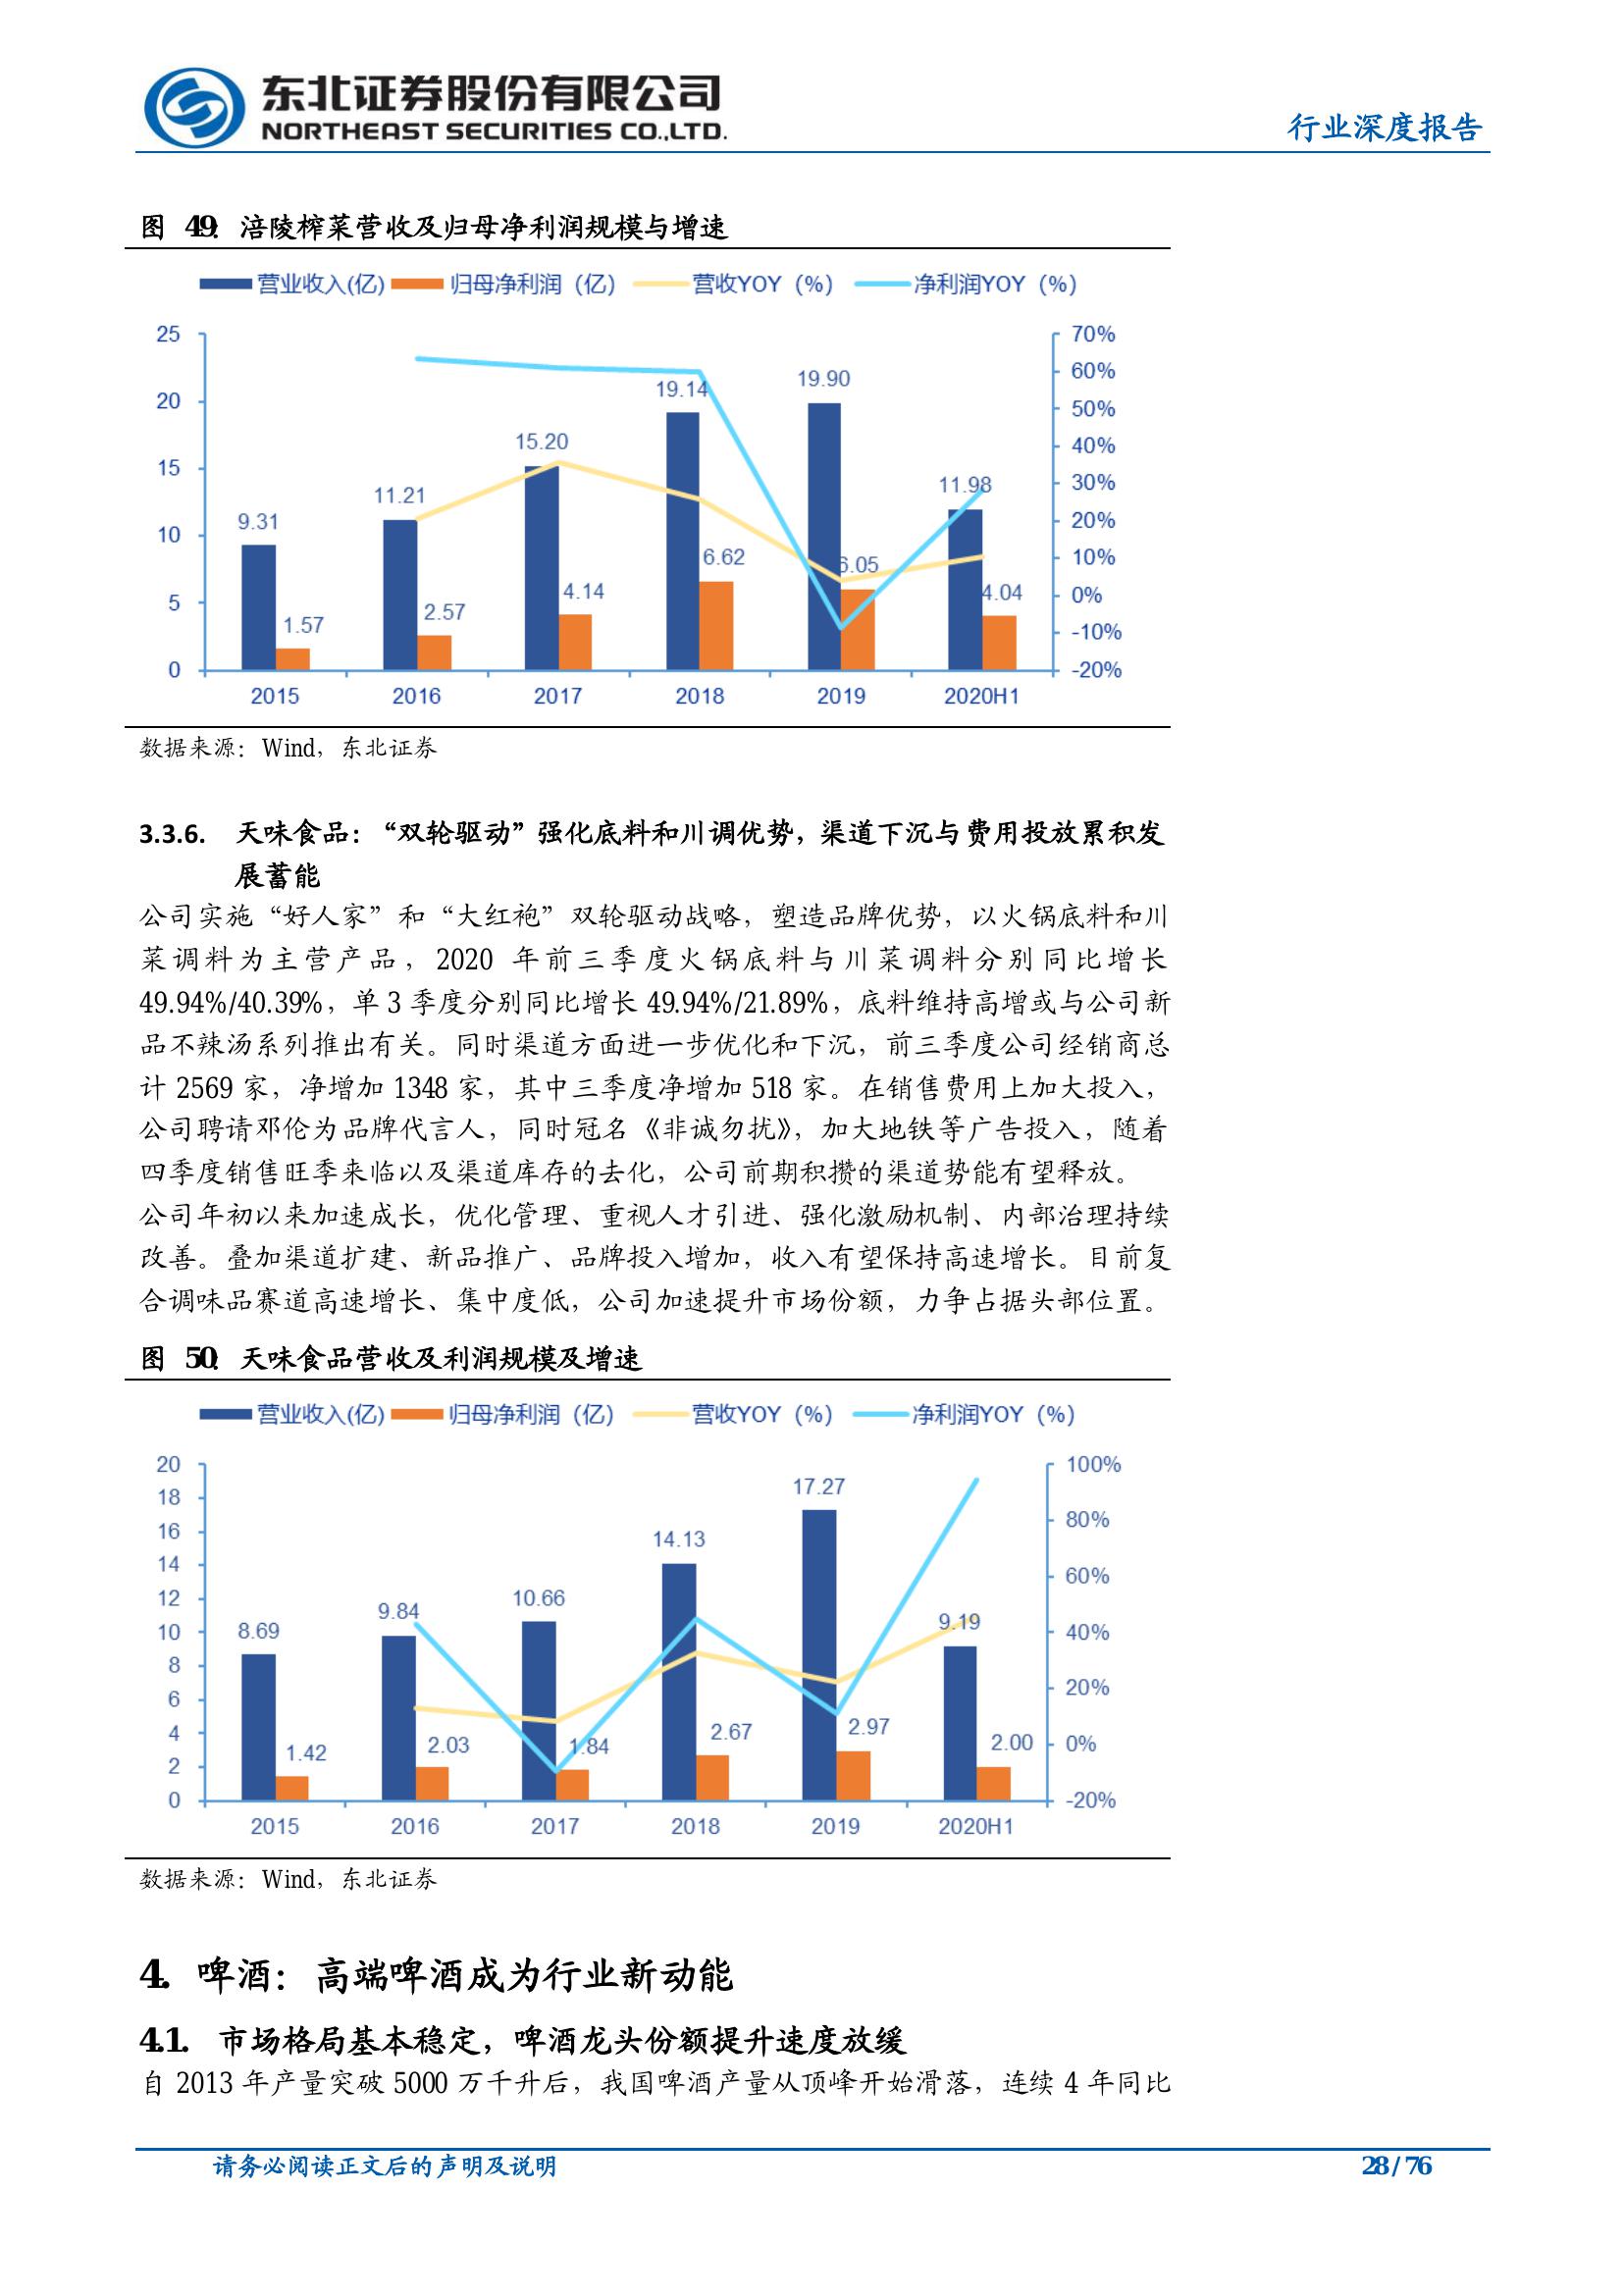 东北证券股份有限公司
NORTHEAST SECURITIES CO.,LTD.
行业深度报告
图 49：涪陵榨菜营收及归母净利润规模与增速
营业收入(亿) 归母净利润（亿） 营收YOY（%） 净利润YOY（%）
25 70%
60%
20 50%
40%
15 30%
20%
10 10%
5 0%
-10%
0 -20%
9.31 11.21 15.20 19.14 19.90 11.98
1.57 2.57 4.14 6.62 6.05 4.04
2015 2016 2017 2018 2019 2020H1
数据来源：Wind，东北证券
3.3.6. 天味食品：“双轮驱动”强化底料和川调优势，渠道下沉与费用投放累积发
展蓄能
公司实施“好人家”和“大红袍”双轮驱动战略，塑造品牌优势，以火锅底料和川
菜调料为主营产品，2020 年前三季度火锅底料与川菜调料分别同比增长
49.94%/40.39%，单 3 季度分别同比增长 49.94%/21.89%，底料维持高增或与公司新
品不辣汤系列推出有关。同时渠道方面进一步优化和下沉，前三季度公司经销商总
计 2569 家，净增加 1348 家，其中三季度净增加 518 家。在销售费用上加大投入，
公司聘请邓伦为品牌代言人，同时冠名《非诚勿扰》，加大地铁等广告投入，随着
四季度销售旺季来临以及渠道库存的去化，公司前期积攒的渠道势能有望释放。
公司年初以来加速成长，优化管理、重视人才引进、强化激励机制、内部治理持续
改善。叠加渠道扩建、新品推广、品牌投入增加，收入有望保持高速增长。目前复
合调味品赛道高速增长、集中度低，公司加速提升市场份额，力争占据头部位置。
图 50：天味食品营收及利润规模及增速
营业收入(亿) 归母净利润（亿） 营收YOY（%） 净利润YOY（%）
20 100%
18
16 80%
14
12 60%
10 40%
8
6 20%
4 0%
2
0 -20%
8.69 9.84 10.66 14.13 17.27 9.19
1.42 2.03 1.84 2.67 2.97 2.00
2015 2016 2017 2018 2019 2020H1
数据来源：Wind，东北证券
4. 啤酒：高端啤酒成为行业新动能
4.1. 市场格局基本稳定，啤酒龙头份额提升速度放缓
自 2013 年产量突破 5000 万千升后，我国啤酒产量从顶峰开始滑落，连续 4 年同比
请务必阅读正文后的声明及说明
28 / 76